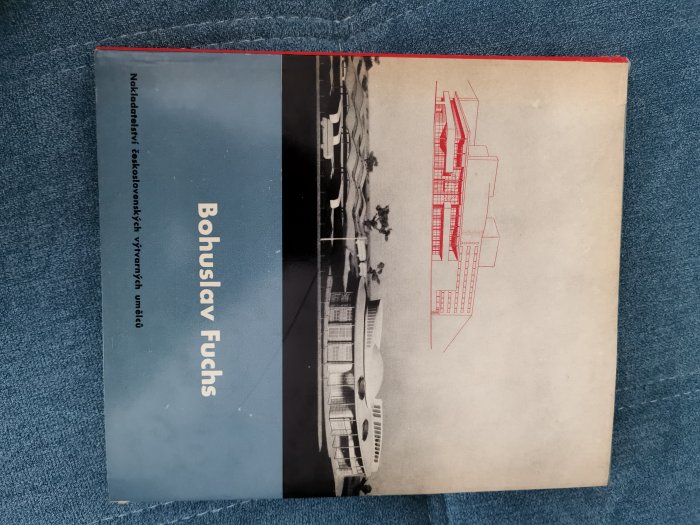 Bohuslav Fuchs
Nakladatelství československých výtvarných umělců